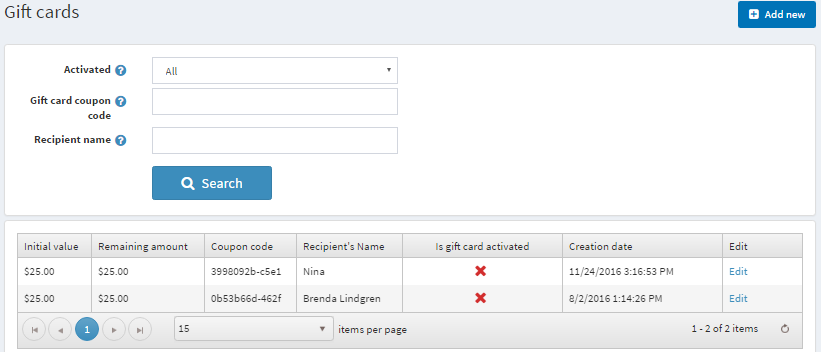 Gift cards
Add new
Activated ?
All
Gift card coupon ?
code
Recipient name ?
Search
Initial value Remaining amount Coupon code Recipient's Name Is gift card activated Creation date Edit
$25.00 $25.00 3998092b-c5e1 Nina 11/24/2016 3:16:53 PM Edit
$25.00 $25.00 0b53b66d-462f Brenda Lindgren 8/2/2016 1:14:26 PM Edit
1 15 items per page 1 - 2 of 2 items